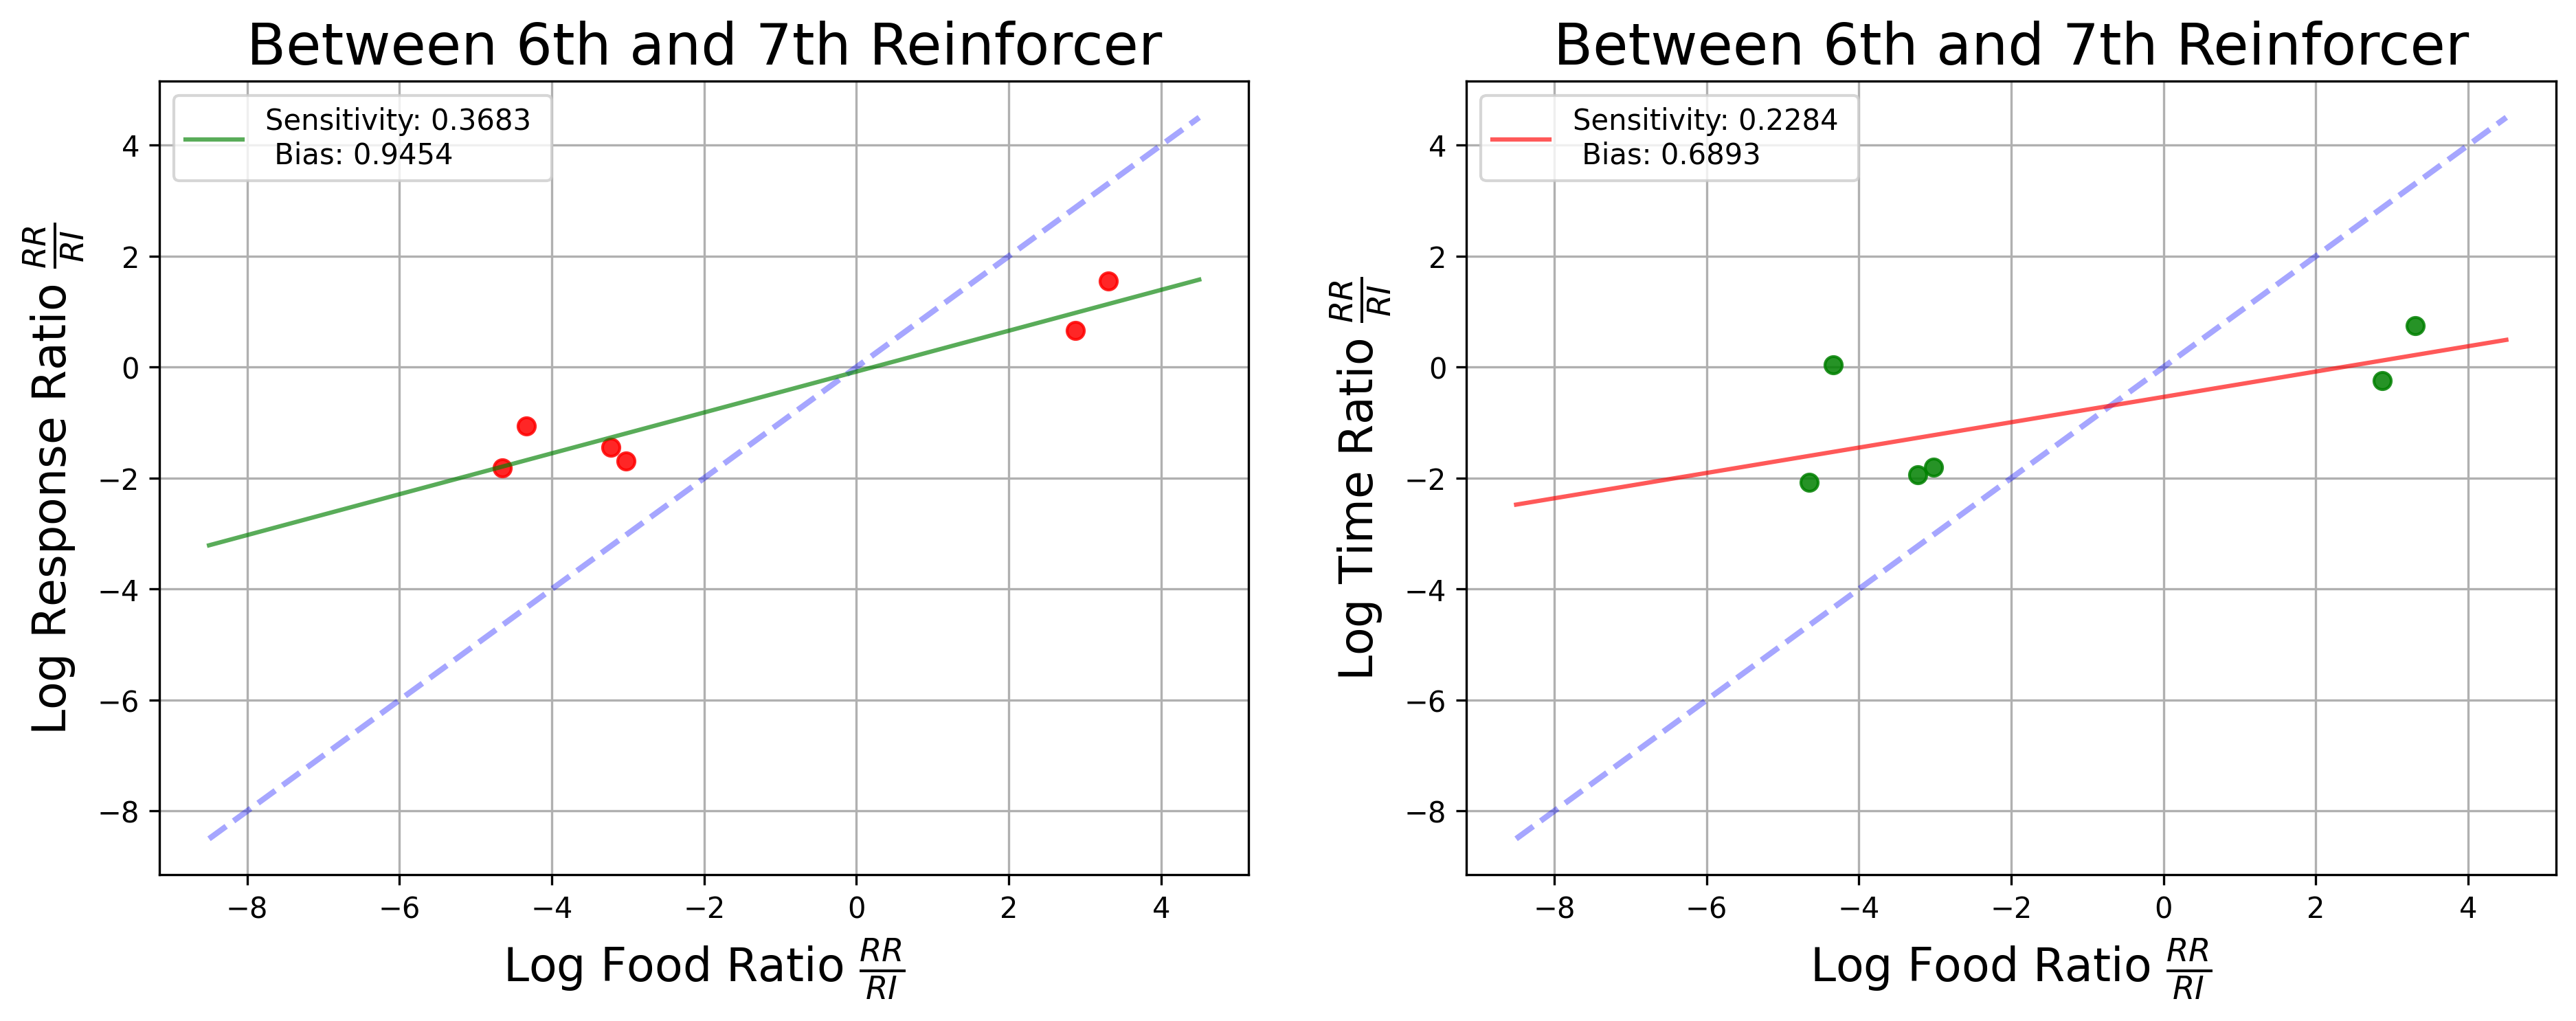 Between 6th and 7th Reinforcer
Sensitivity: 0.3683
Bias: 0.9454
4
2
0
−2
−4
−6
−8
−8 −6 −4 −2 0 2 4
Log Response Ratio RR/RI
Log Food Ratio RR/RI
Between 6th and 7th Reinforcer
Sensitivity: 0.2284
Bias: 0.6893
4
2
0
−2
−4
−6
−8
−8 −6 −4 −2 0 2 4
Log Time Ratio RR/RI
Log Food Ratio RR/RI